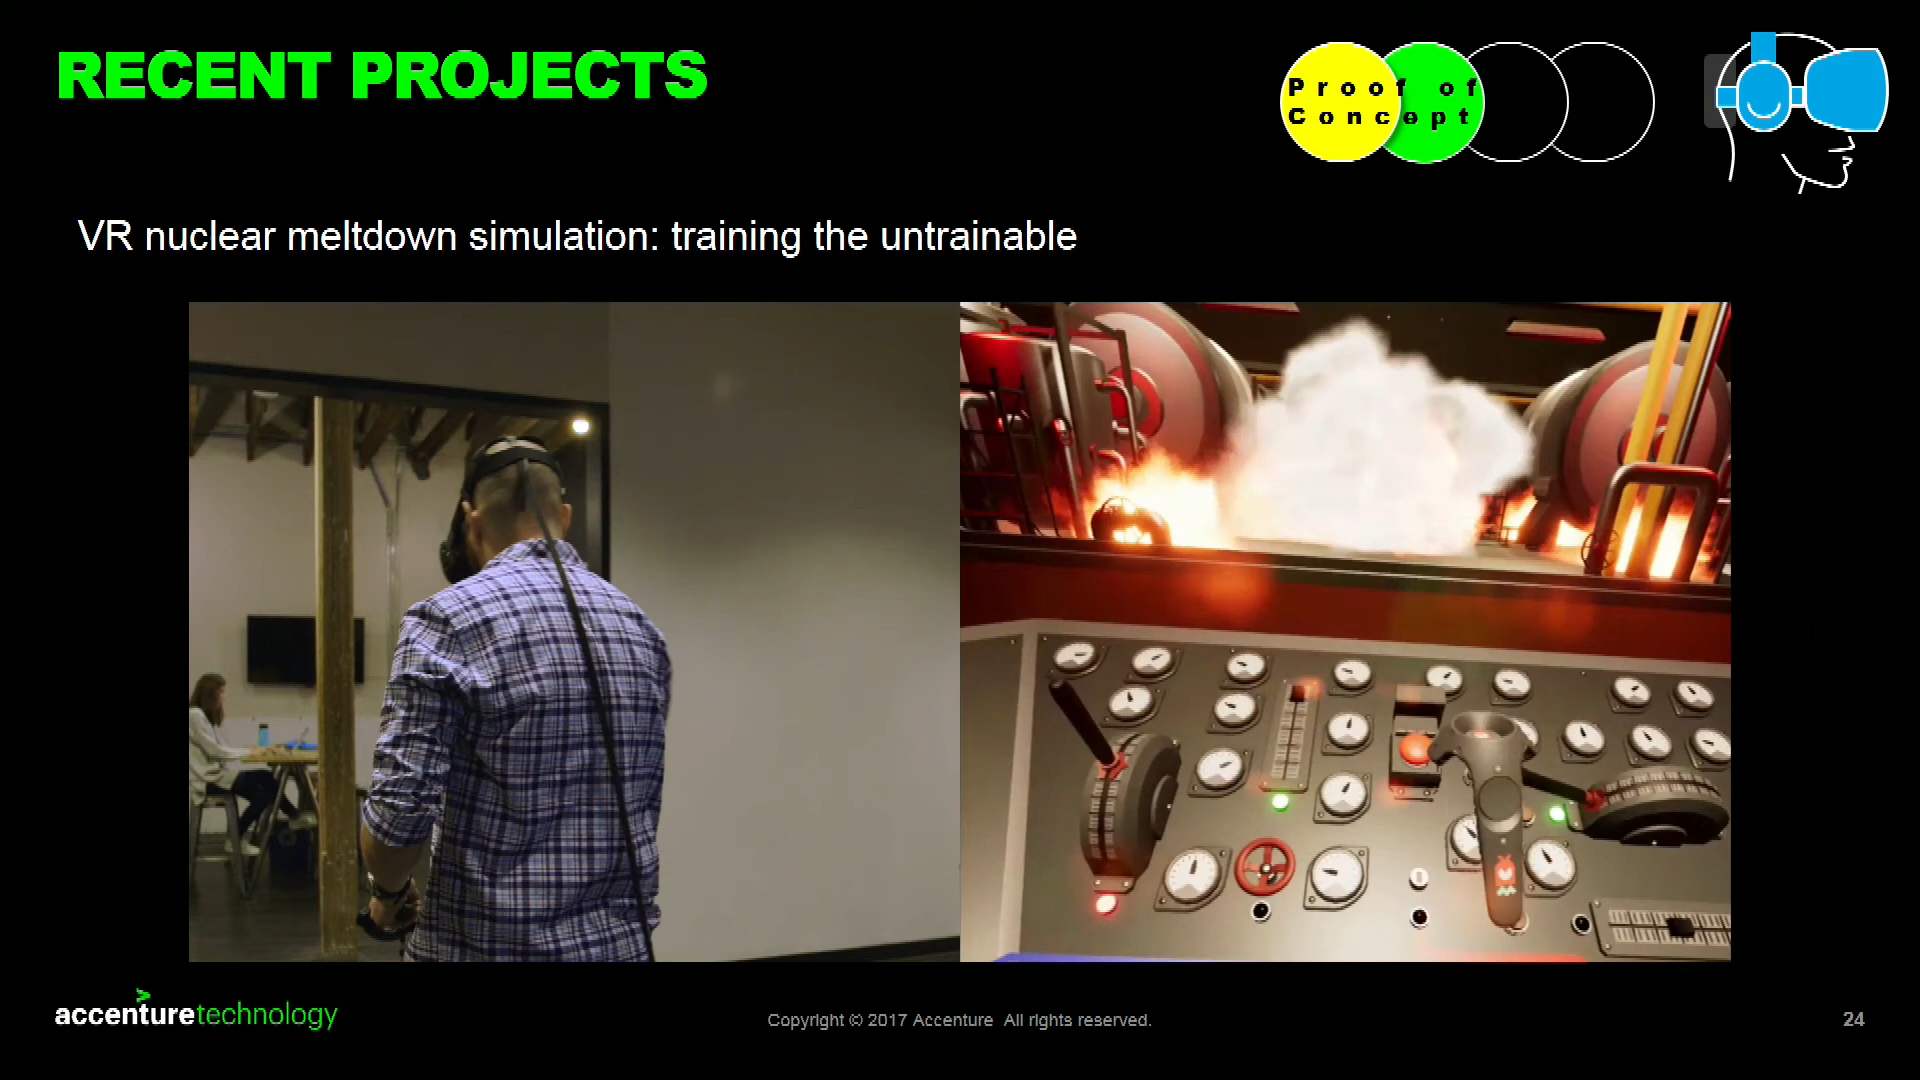 RECENT PROJECTS
Proof of
Concept
VR nuclear meltdown simulation: training the untrainable
>
accenturetechnology
Copyright © 2017 Accenture All rights reserved.
24